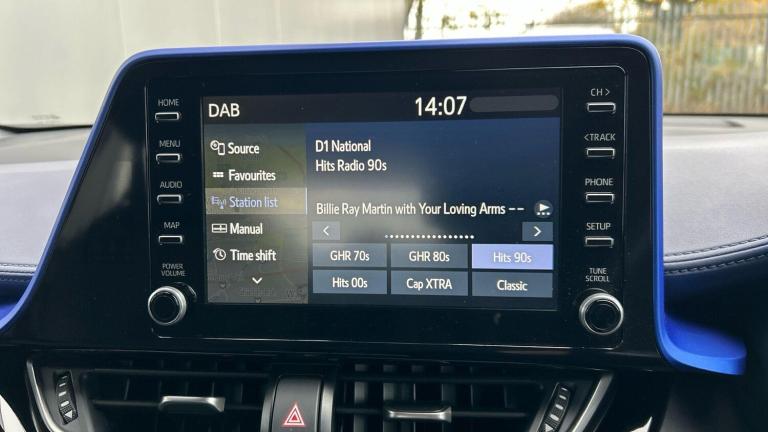 HOME
MENU
AUDIO
MAP
POWER
VOLUME
DAB
14:07
Source
Favourites
Station list
Manual
Time shift
D1 National
Hits Radio 90s
Billie Ray Martin with Your Loving Arms --
GHR 70s
GHR 80s
Hits 90s
Hits 00s
Cap XTRA
Classic
CH >
< TRACK
PHONE
SETUP
TUNE
SCROLL